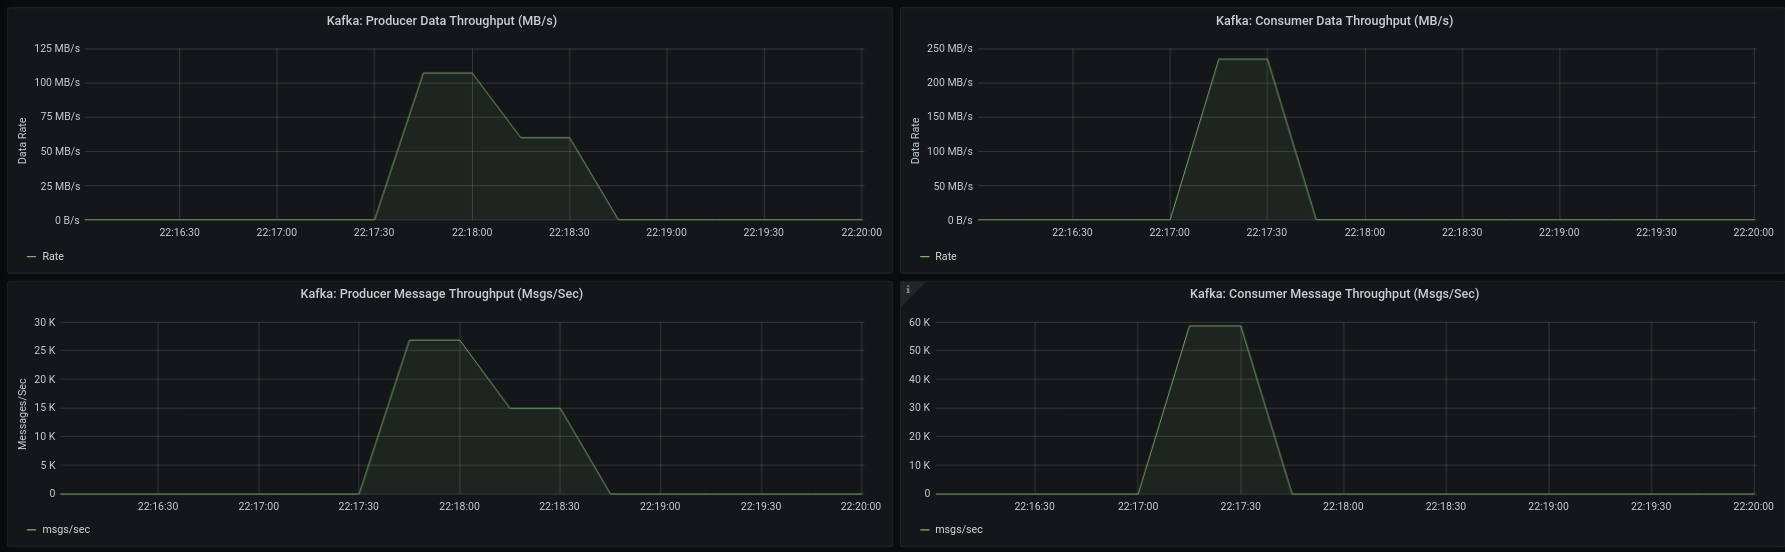 Kafka: Producer Data Throughput (MB/s)
125 MB/s
100 MB/s
75 MB/s
50 MB/s
25 MB/s
0 B/s
Data Rate
22:16:30 22:17:00 22:17:30 22:18:00 22:18:30 22:19:00 22:19:30 22:20:00
Rate
Kafka: Consumer Data Throughput (MB/s)
250 MB/s
200 MB/s
150 MB/s
100 MB/s
50 MB/s
0 B/s
Data Rate
22:16:30 22:17:00 22:17:30 22:18:00 22:18:30 22:19:00 22:19:30 22:20:00
Rate
Kafka: Producer Message Throughput (Msgs/Sec)
30 K
25 K
20 K
15 K
10 K
5 K
0
Messages/Sec
22:16:30 22:17:00 22:17:30 22:18:00 22:18:30 22:19:00 22:19:30 22:20:00
msgs/sec
i
Kafka: Consumer Message Throughput (Msgs/Sec)
60 K
50 K
40 K
30 K
20 K
10 K
0
22:16:30 22:17:00 22:17:30 22:18:00 22:18:30 22:19:00 22:19:30 22:20:00
msgs/sec